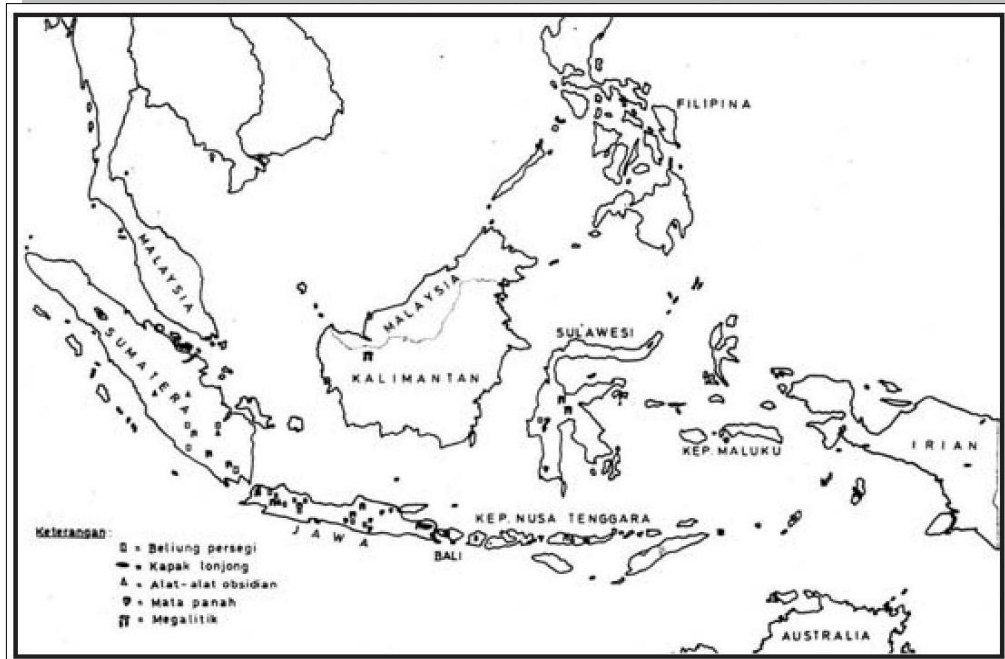 FILIPINA
MALAYSIA
MALAYSIA
SUMATERA
SULAWESI
KALIMANTAN
IRIAN
KEP. MALUKU
KEP. NUSA TENGGARA
JAWA
BALI
Keterangan :
= Beliung persegi
= Kapak lonjong
= Alat-alat obsidian
= Mata panah
= Megalitik
AUSTRALIA